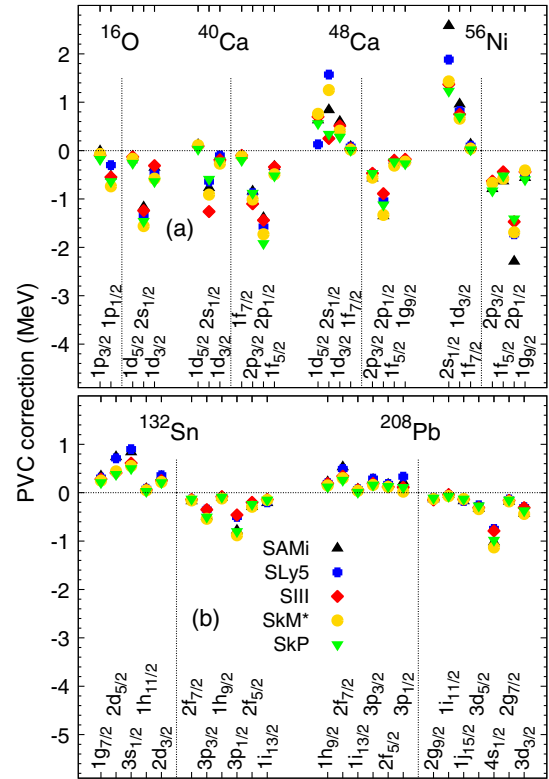 ¹⁶O ⁴⁰Ca ⁴⁸Ca ⁵⁶Ni
2
1
0
-1
-2
-3
-4
(a)
1p3/2 1p1/2 1d5/2 2s1/2 1d3/2 1d5/2 2s1/2 1d3/2 1f7/2 2p3/2 2p1/2 1f5/2 1d5/2 2s1/2 1d3/2 1f7/2 2p3/2 2p1/2 1f5/2 1g9/2 2s1/2 1d3/2 1f7/2 2p3/2 1f5/2 2p1/2 1g9/2
PVC correction (MeV)
¹³²Sn ²⁰⁸Pb
1
0
-1
-2
-3
-4
-5
SAMi
SLy5
SIII
SkM*
SkP
(b)
1g7/2 2d5/2 3s1/2 1h11/2 2d3/2 2f7/2 3p3/2 1h9/2 3p1/2 2f5/2 1i13/2 1h9/2 2f7/2 1i13/2 3p3/2 2f5/2 3p1/2 2g9/2 1i11/2 1j15/2 3d5/2 4s1/2 2g7/2 3d3/2